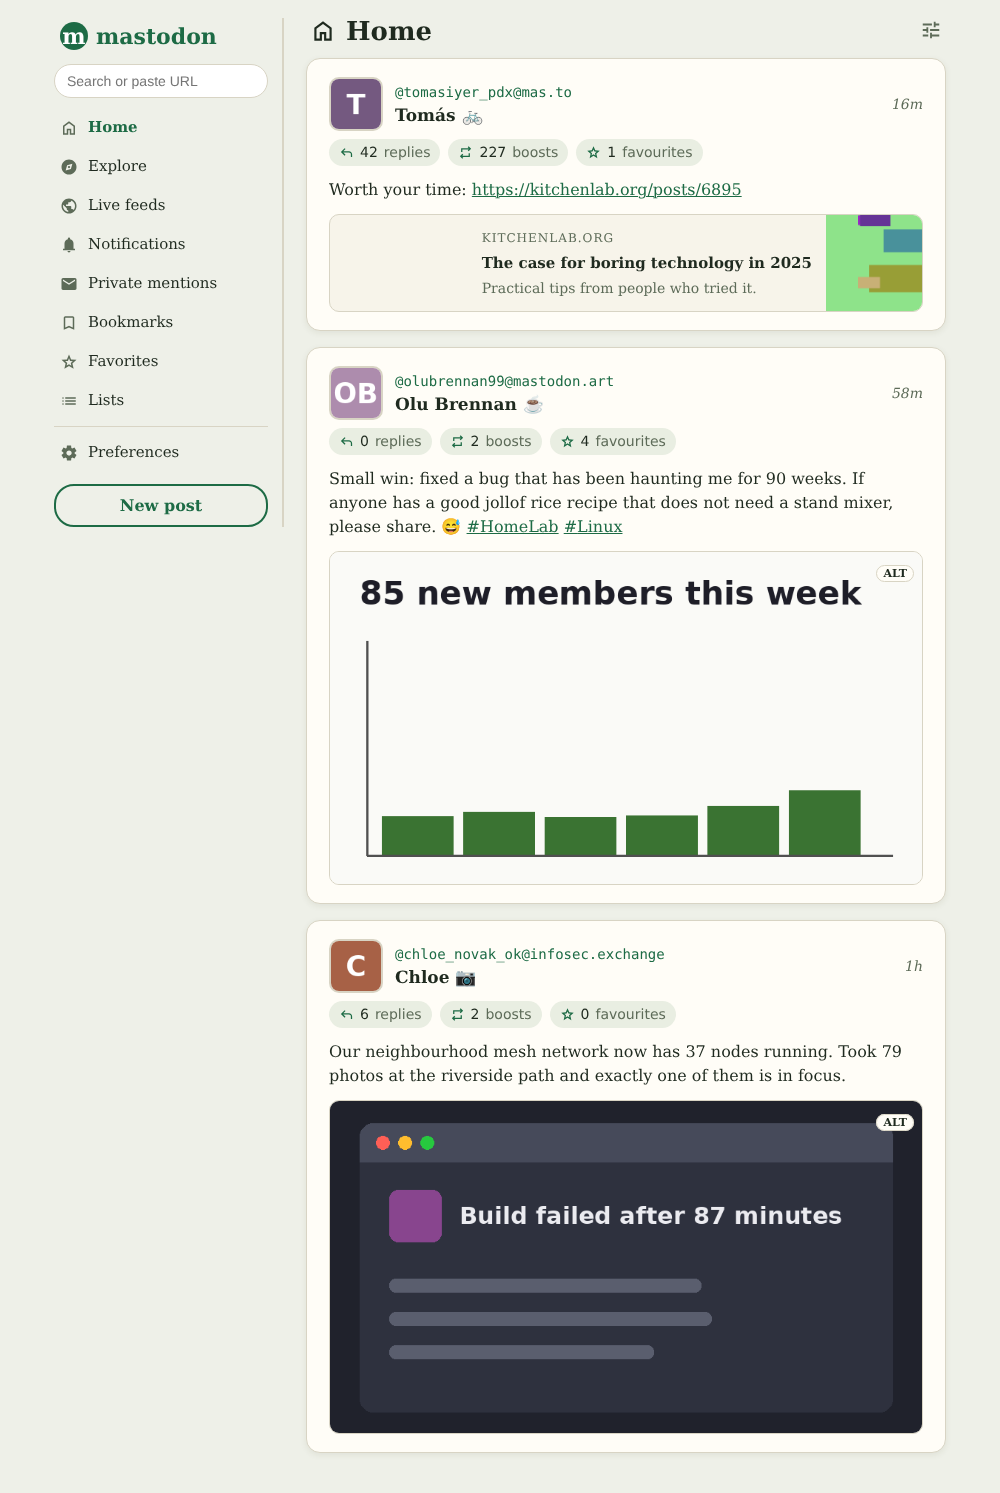 mastodon
Search or paste URL
Home
Explore
Live feeds
Notifications
Private mentions
Bookmarks
Favorites
Lists
Preferences
New post
Home
T
@tomasiyer_pdx@mas.to
Tomás 🚲
16m
42 replies
227 boosts
1 favourites
Worth your time: https://kitchenlab.org/posts/6895
KITCHENLAB.ORG
The case for boring technology in 2025
Practical tips from people who tried it.
OB
@olubrennan99@mastodon.art
Olu Brennan ☕
58m
0 replies
2 boosts
4 favourites
Small win: fixed a bug that has been haunting me for 90 weeks. If
anyone has a good jollof rice recipe that does not need a stand mixer,
please share. 😅 #HomeLab #Linux
85 new members this week
ALT
C
@chloe_novak_ok@infosec.exchange
Chloe 📷
1h
6 replies
2 boosts
0 favourites
Our neighbourhood mesh network now has 37 nodes running. Took 79
photos at the riverside path and exactly one of them is in focus.
ALT
Build failed after 87 minutes